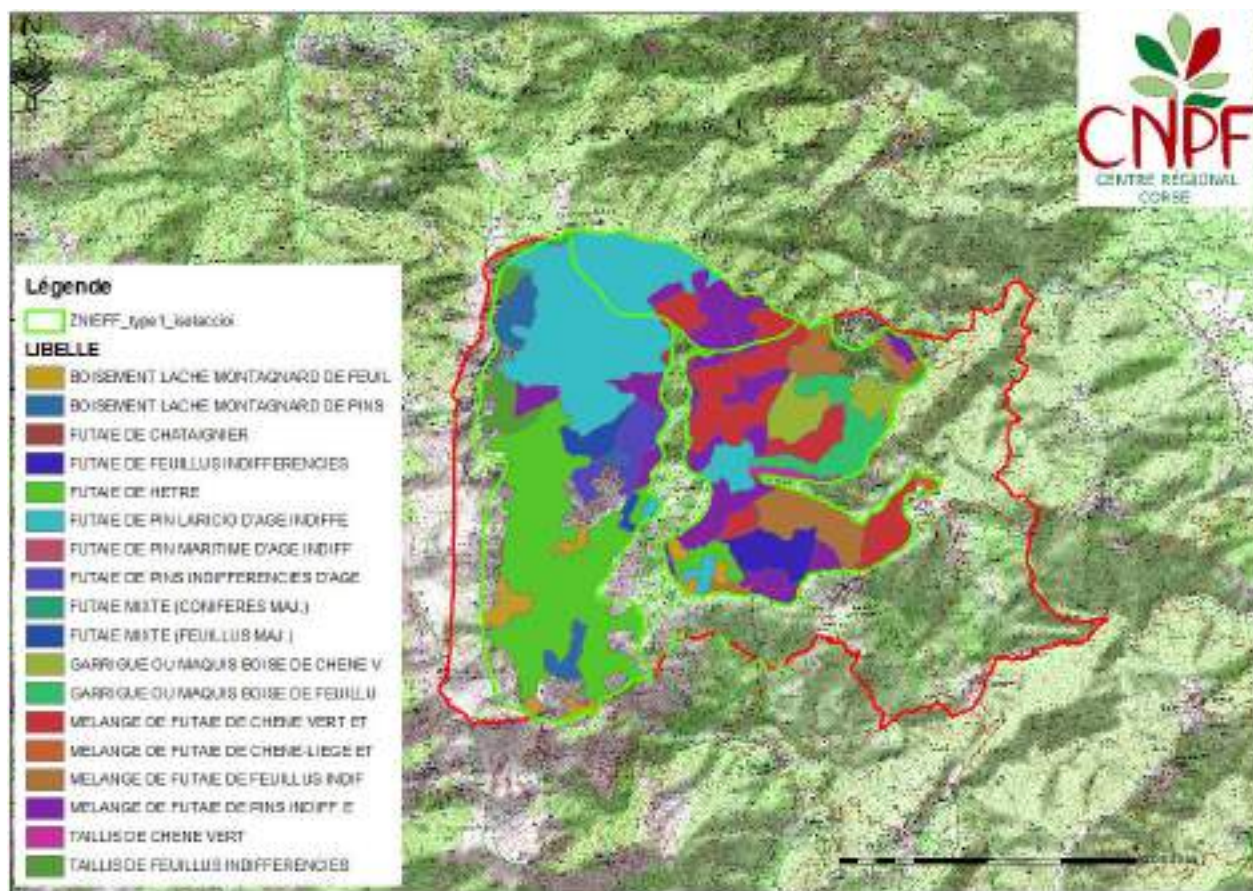 CNPF
CENTRE RÉGIONAL
CORSE
Légende
ZNIEFF_type1_isolaccio
LIBELLE
BOISEMENT LACHE MONTAGNARD DE FEUIL
BOISEMENT LACHE MONTAGNARD DE PINS
FUTAIE DE CHATAIGNIER
FUTAIE DE FEUILLUS INDIFFERENCIES
FUTAIE DE HETRE
FUTAIE DE PIN LARICIO D'AGE INDIFFE
FUTAIE DE PIN MARITIME D'AGE INDIFF
FUTAIE DE PINS INDIFFERENCIES D'AGE
FUTAIE MIXTE (CONIFERES MAJ.)
FUTAIE MIXTE (FEUILLUS MAJ.)
GARRIGUE OU MAQUIS BOISE DE CHENE V
GARRIGUE OU MAQUIS BOISE DE FEUILLU
MELANGE DE FUTAIE DE CHENE VERT ET
MELANGE DE FUTAIE DE CHENE-LIEGE ET
MELANGE DE FUTAIE DE FEUILLUS INDIF
MELANGE DE FUTAIE DE PINS INDIFF E
TAILLIS DE CHENE VERT
TAILLIS DE FEUILLUS INDIFFERENCIES